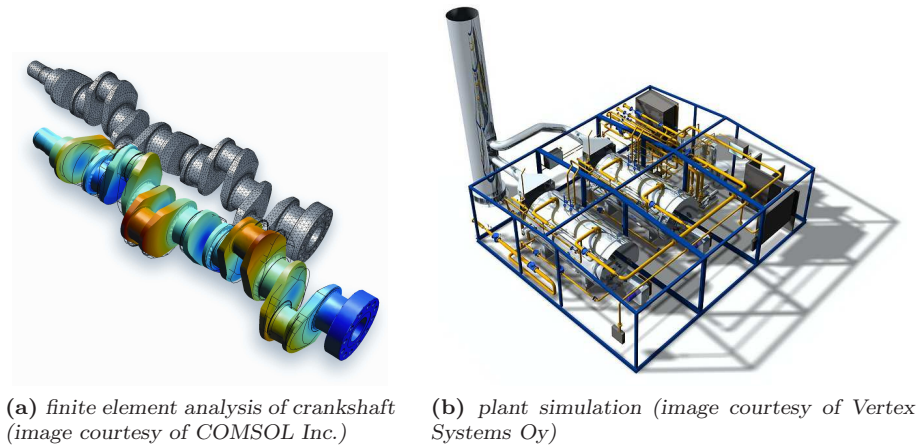 (a) finite element analysis of crankshaft
(image courtesy of COMSOL Inc.)
(b) plant simulation (image courtesy of Vertex
Systems Oy)